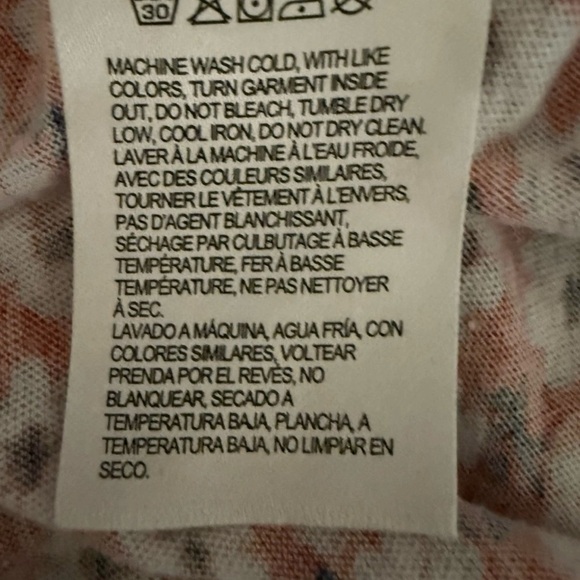 30
MACHINE WASH COLD, WITH LIKE
COLORS, TURN GARMENT INSIDE
OUT, DO NOT BLEACH, TUMBLE DRY
LOW, COOL IRON, DO NOT DRY CLEAN.
LAVER À LA MACHINE À L'EAU FROIDE,
AVEC DES COULEURS SIMILAIRES,
TOURNER LE VÊTEMENT À L'ENVERS,
PAS D'AGENT BLANCHISSANT,
SÉCHAGE PAR CULBUTAGE À BASSE
TEMPÉRATURE, FER À BASSE
TEMPÉRATURE, NE PAS NETTOYER
À SEC.
LAVADO A MÁQUINA, AGUA FRÍA, CON
COLORES SIMILARES, VOLTEAR
PRENDA POR EL REVÈS, NO
BLANQUEAR, SECADO A
TEMPERATURA BAJA, PLANCHA, A
TEMPERATURA BAJA, NO LIMPIAR EN
SECO.